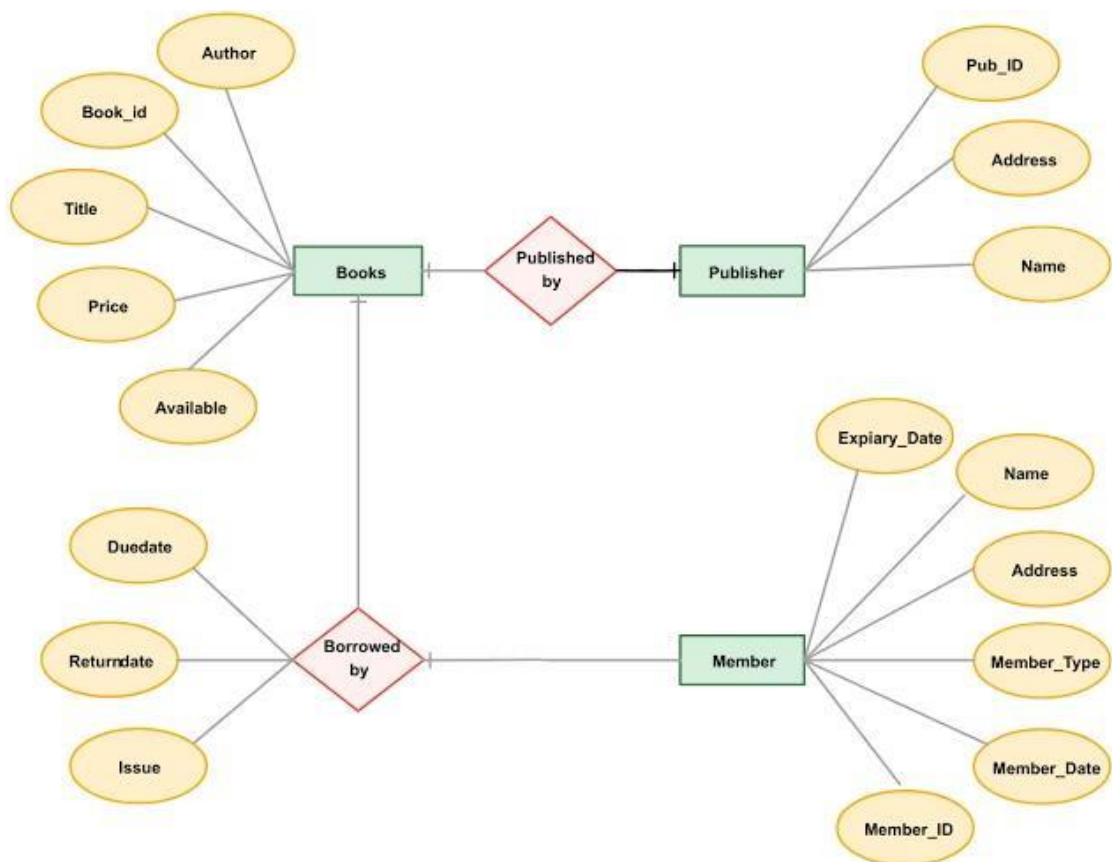 Author
Book_id
Title
Price
Available
Books
Published
by
Publisher
Pub_ID
Address
Name
Duedate
Returndate
Issue
Borrowed
by
Member
Expiary_Date
Name
Address
Member_Type
Member_Date
Member_ID